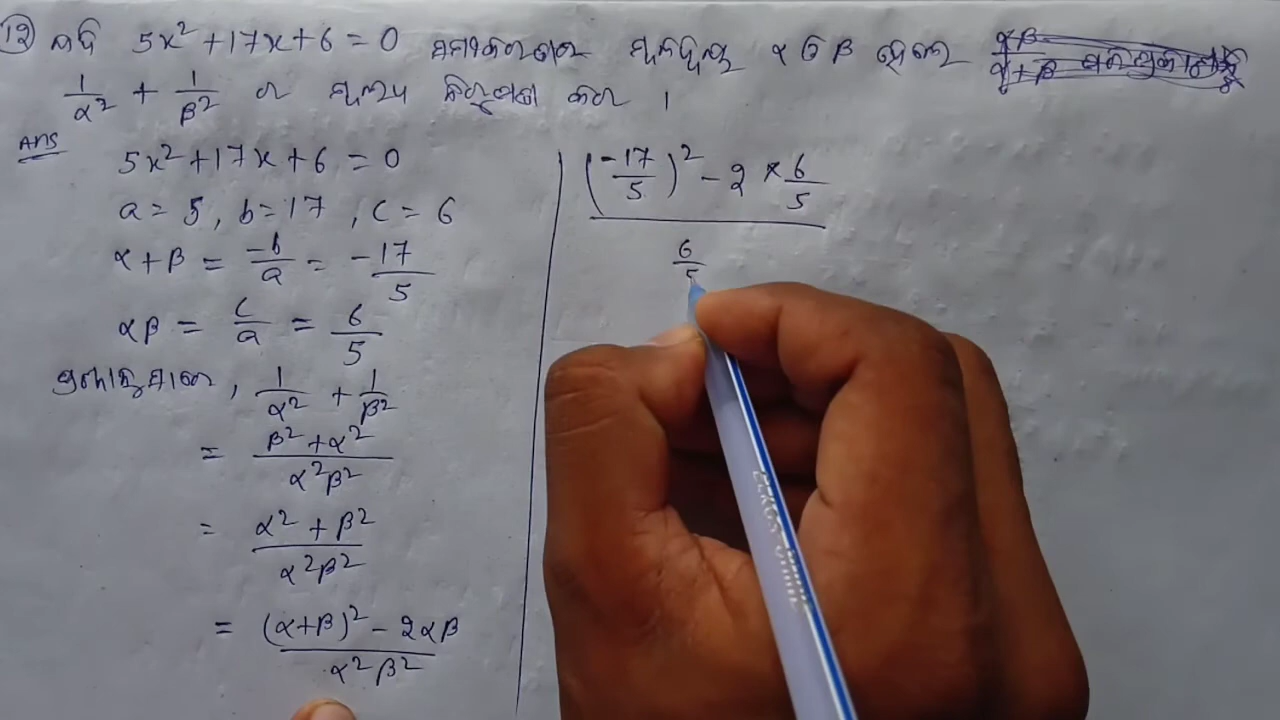 ୧୨ ଯଦି 5x² + 17x + 6 = 0 ସମୀକରଣର ମୂଳଦ୍ୱୟ α ଓ β ହେଲେ
1/α² + 1/β² ର ମୂଲ୍ୟ ନିରୂପଣ କର ।
Ans
5x² + 17x + 6 = 0
a = 5, b = 17, c = 6
α + β = -b/a = -17/5
αβ = c/a = 6/5
1/α² + 1/β²
= β² + α² / α²β²
= α² + β² / α²β²
= (α+β)² - 2αβ / α²β²
(-17/5)² - 2 × 6/5
6/5